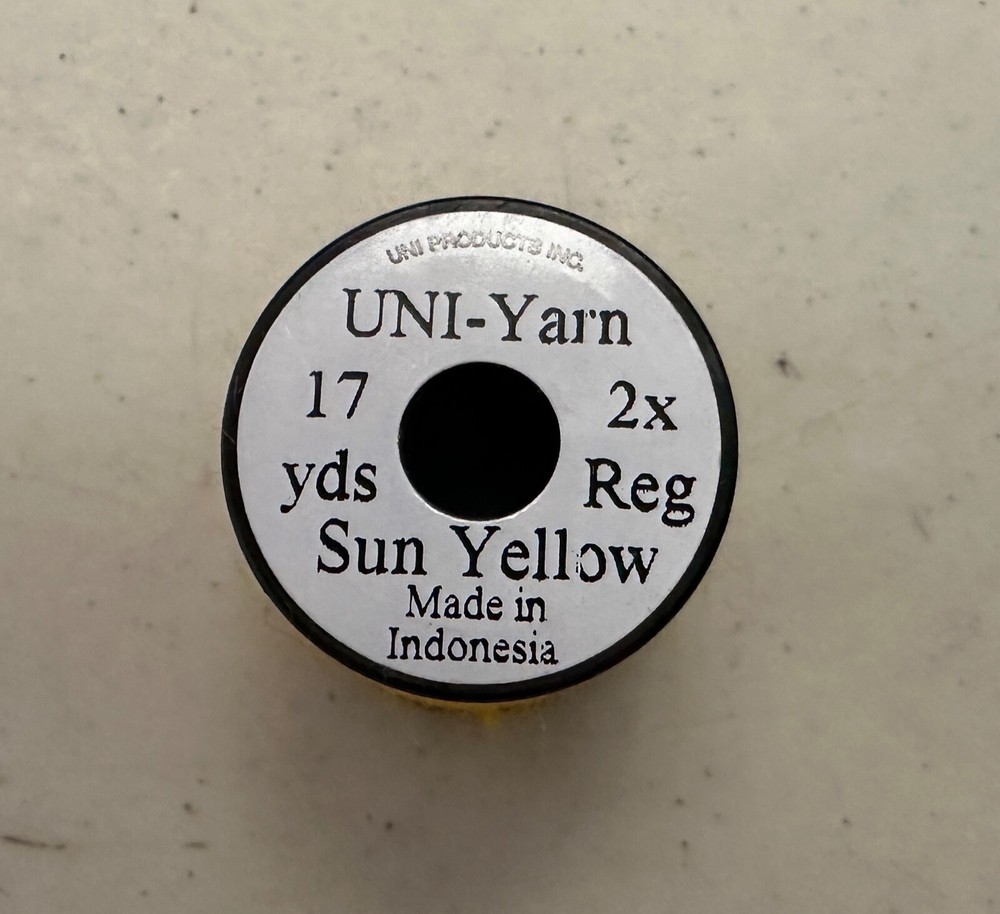 UNI PRODUCTS INC.
UNI-Yarn
17 2x
yds Reg
Sun Yellow
Made in
Indonesia